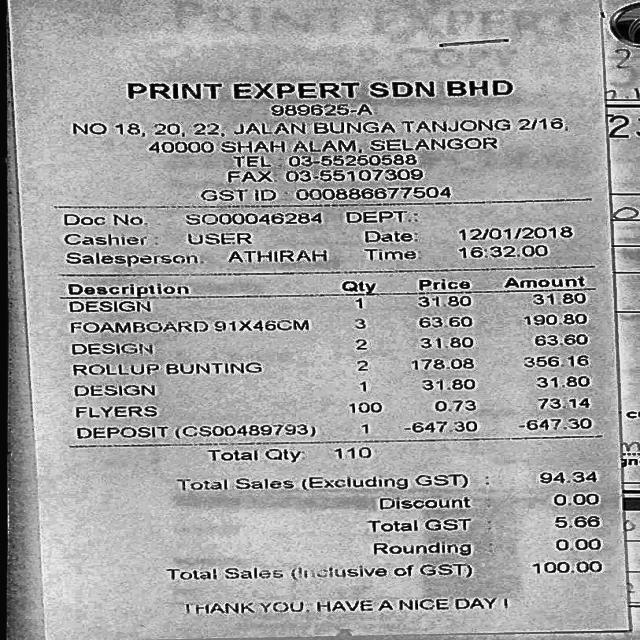 PRINT EXPERT SDN BHD
989625-A
NO 18, 20, 22, JALAN BUNGA TANJONG 2/16,
40000 SHAH ALAM, SELANGOR
TEL : 03-55250588
FAX: 03-55107309
GST ID : 000886677504
Doc No. SO00046284 DEPT.:
Cashier : USER Date: 12/01/2018
Salesperson: ATHIRAH Time: 16:32:00
Description Qty Price Amount
DESIGN 1 31.80 31.80
FOAMBOARD 91X46CM 3 63.60 190.80
DESIGN 2 31.80 63.60
ROLLUP BUNTING 2 178.08 356.16
DESIGN 1 31.80 31.80
FLYERS 100 0.73 73.14
DEPOSIT (CS00489793) 1 -647.30 -647.30
Total Qty: 110
Total Sales (Excluding GST) : 94.34
Discount 0.00
Total GST : 5.66
Rounding 0.00
Total Sales (Inclusive of GST) : 100.00
THANK YOU. HAVE A NICE DAY !